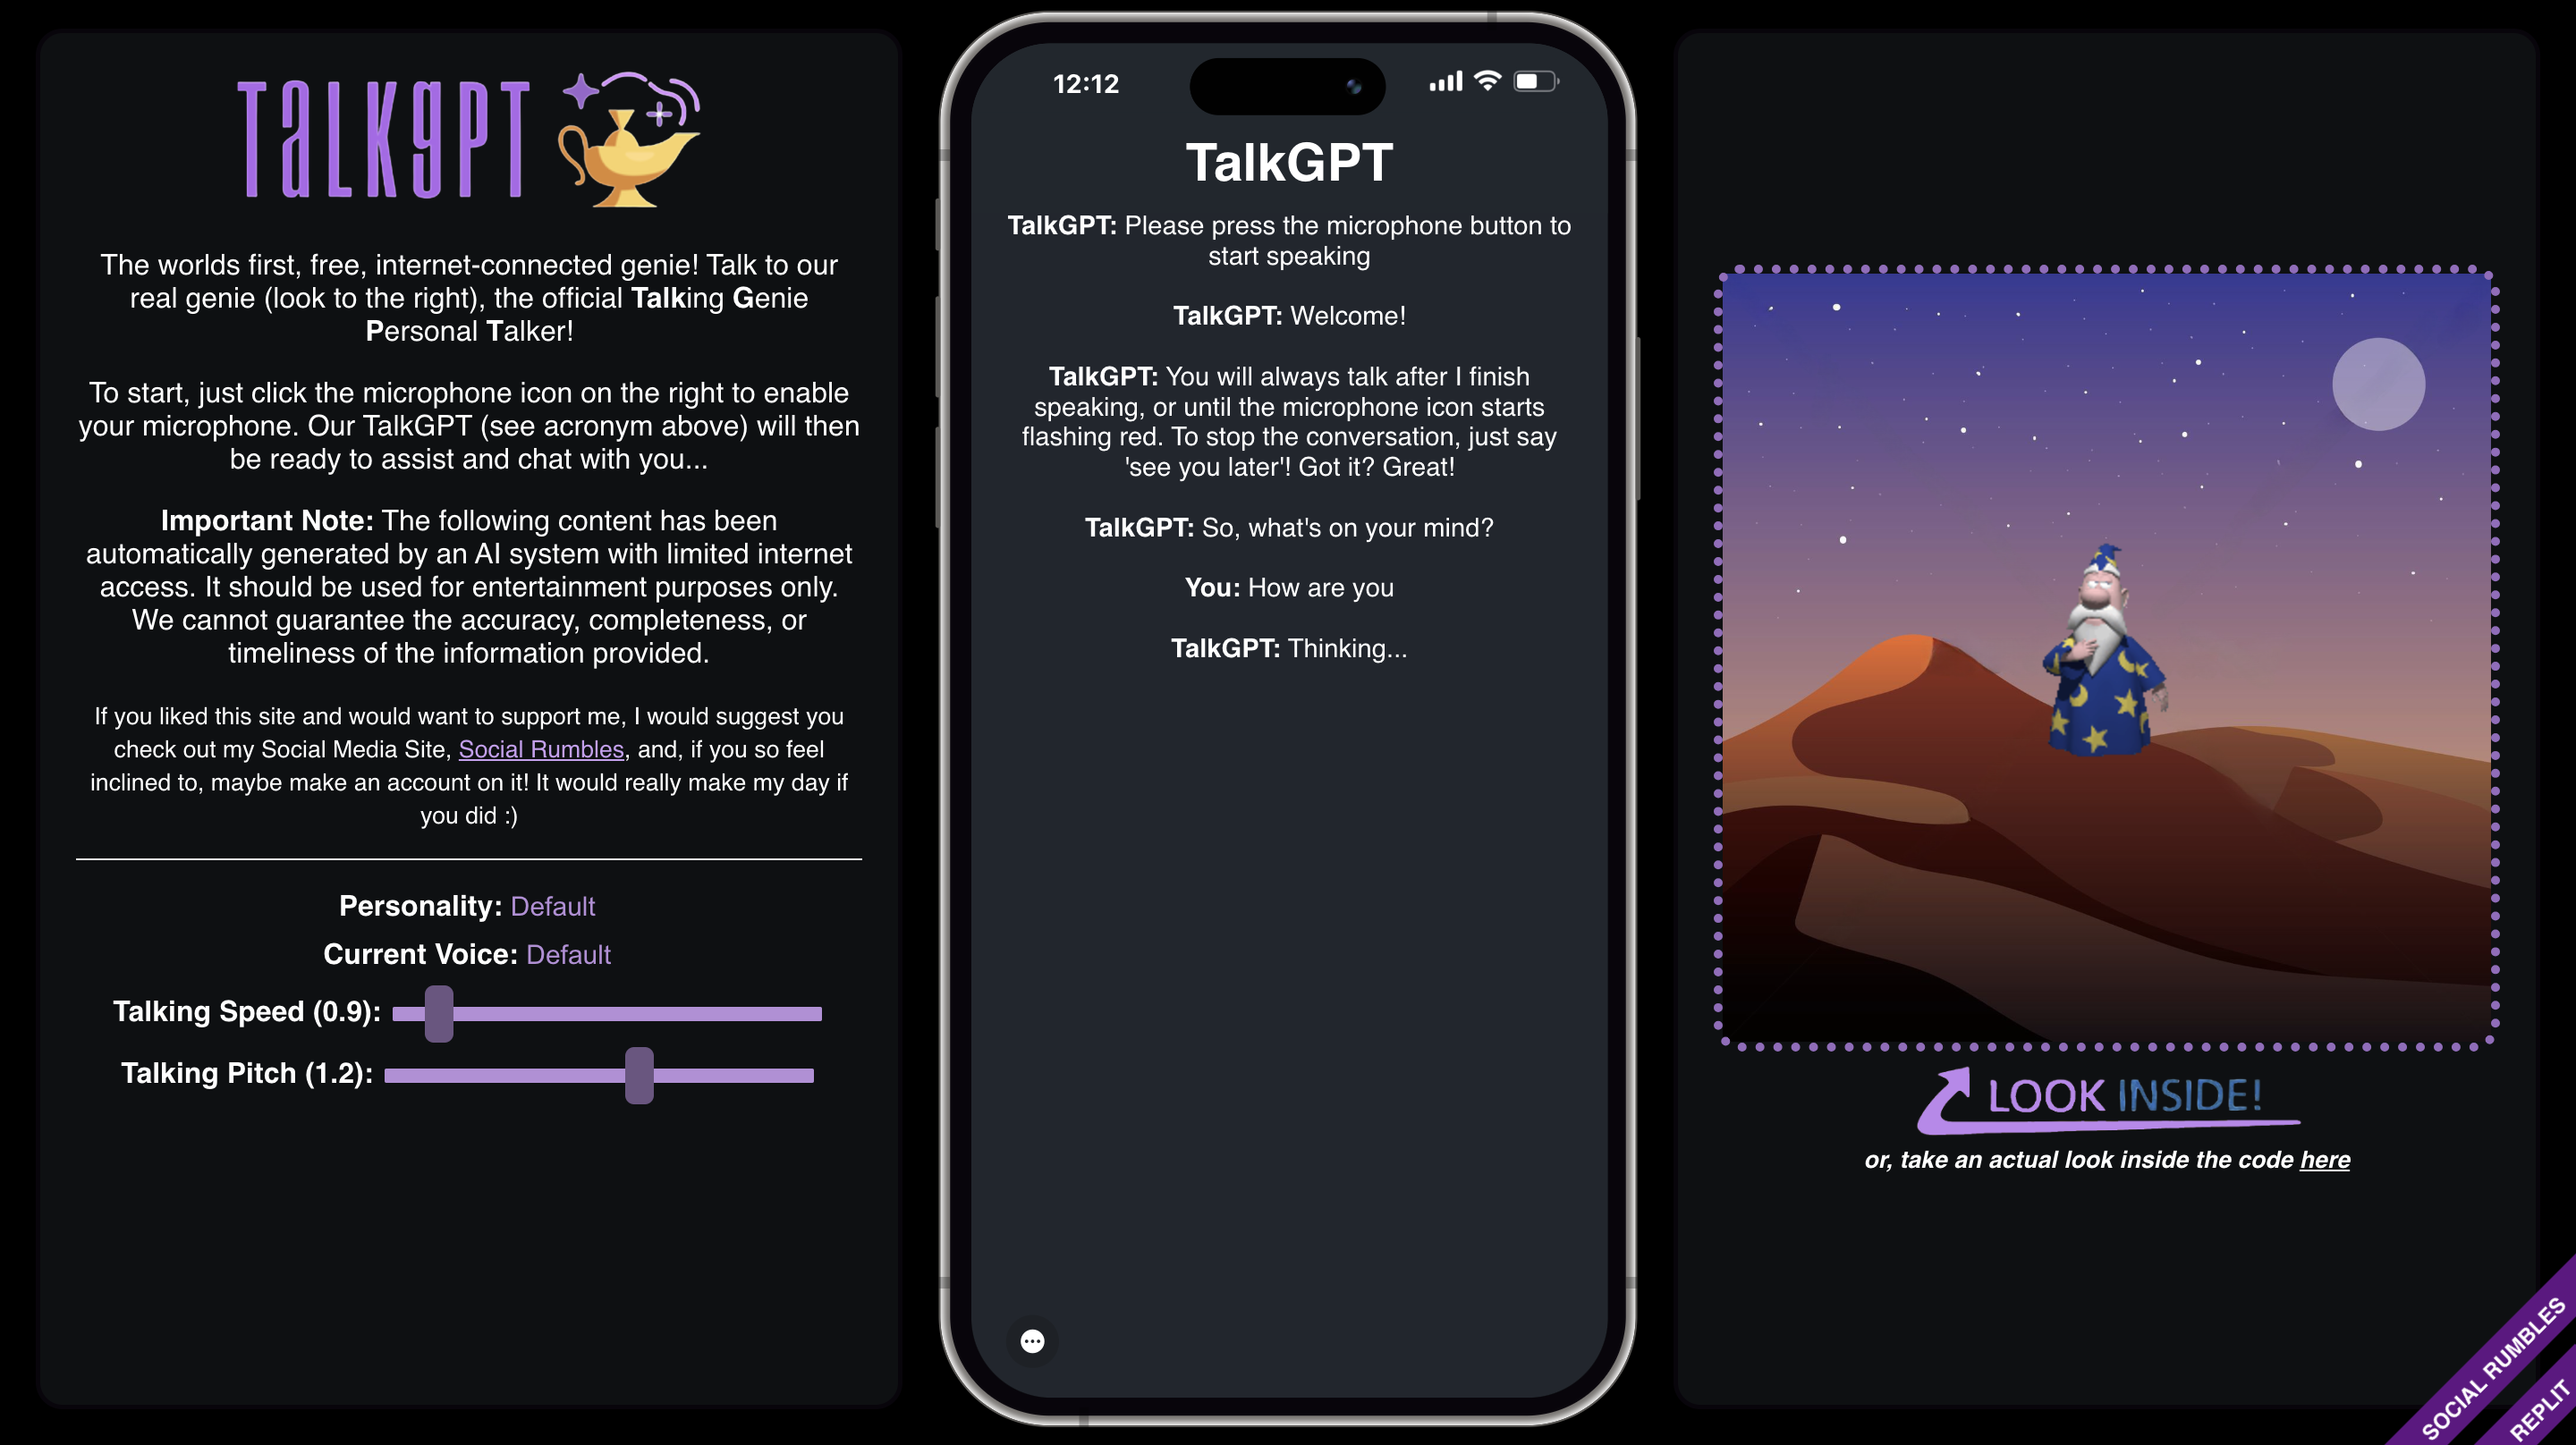 TalkgPT
The worlds first, free, internet-connected genie! Talk to our
real genie (look to the right), the official Talking Genie
Personal Talker!
To start, just click the microphone icon on the right to enable
your microphone. Our TalkGPT (see acronym above) will then
be ready to assist and chat with you...
Important Note: The following content has been
automatically generated by an AI system with limited internet
access. It should be used for entertainment purposes only.
We cannot guarantee the accuracy, completeness, or
timeliness of the information provided.
If you liked this site and would want to support me, I would suggest you
check out my Social Media Site, Social Rumbles, and, if you so feel
inclined to, maybe make an account on it! It would really make my day if
you did :)
Personality: Default
Current Voice: Default
Talking Speed (0.9):
Talking Pitch (1.2):
12:12
TalkGPT
TalkGPT: Please press the microphone button to
start speaking
TalkGPT: Welcome!
TalkGPT: You will always talk after I finish
speaking, or until the microphone icon starts
flashing red. To stop the conversation, just say
'see you later'! Got it? Great!
TalkGPT: So, what's on your mind?
You: How are you
TalkGPT: Thinking...
LOOK INSIDE!
or, take an actual look inside the code here
SOCIAL RUMBLES
REPLIT